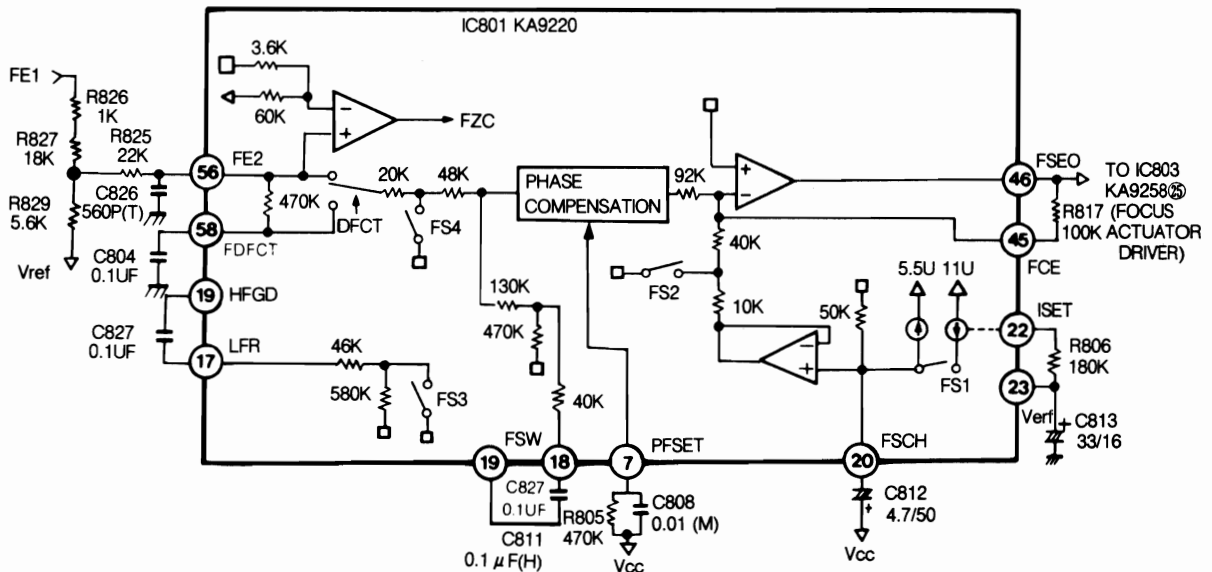 IC801 KA9220
3.6K
FE1
R826
1K
60K
FZC
R827
18K
R825
22K
56
FE2
20K
48K
PHASE
COMPENSATION
92K
46
FSEO
TO IC803
KA9258㉕
(FOCUS
ACTUATOR
DRIVER)
R817
100K
C826
560P(T)
470K
DFCT
FS4
R829
5.6K
58
FDFCT
40K
45
FCE
Vref
C804
0.1UF
FS2
5.5U
11U
19
HFGD
130K
10K
50K
ISET
22
C827
0.1UF
470K
R806
180K
17
LFR
46K
580K
FS3
40K
FS1
23
Verf
C813
33/16
+
FSW
PFSET
FSCH
19
18
7
20
C827
0.1UF
R805
470K
C808
0.01 (M)
C812
4.7/50
+
C811
0.1 μF(H)
Vcc
Vcc